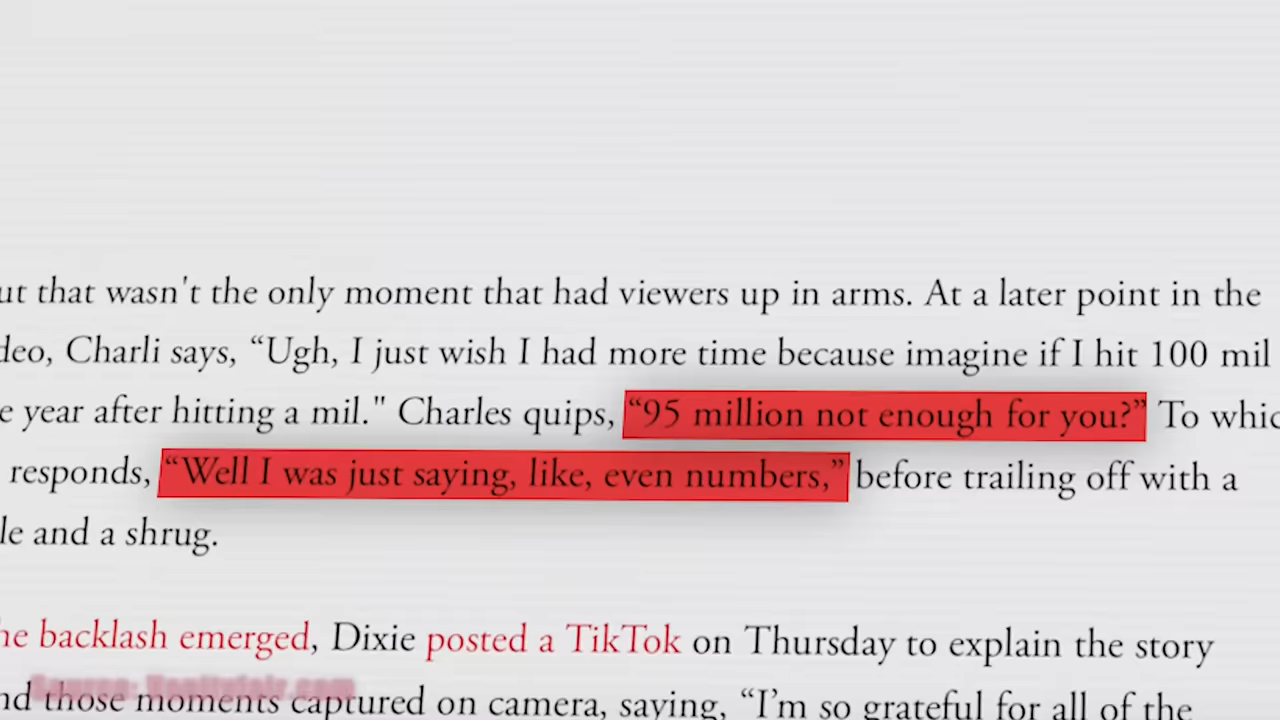 ut that wasn't the only moment that had viewers up in arms. At a later point in the
deo, Charli says, “Ugh, I just wish I had more time because imagine if I hit 100 mil
e year after hitting a mil." Charles quips, “95 million not enough for you?” To whic
responds, “Well I was just saying, like, even numbers,” before trailing off with a
le and a shrug.
he backlash emerged, Dixie posted a TikTok on Thursday to explain the story
nd those moments captured on camera, saying, “I’m so grateful for all of the